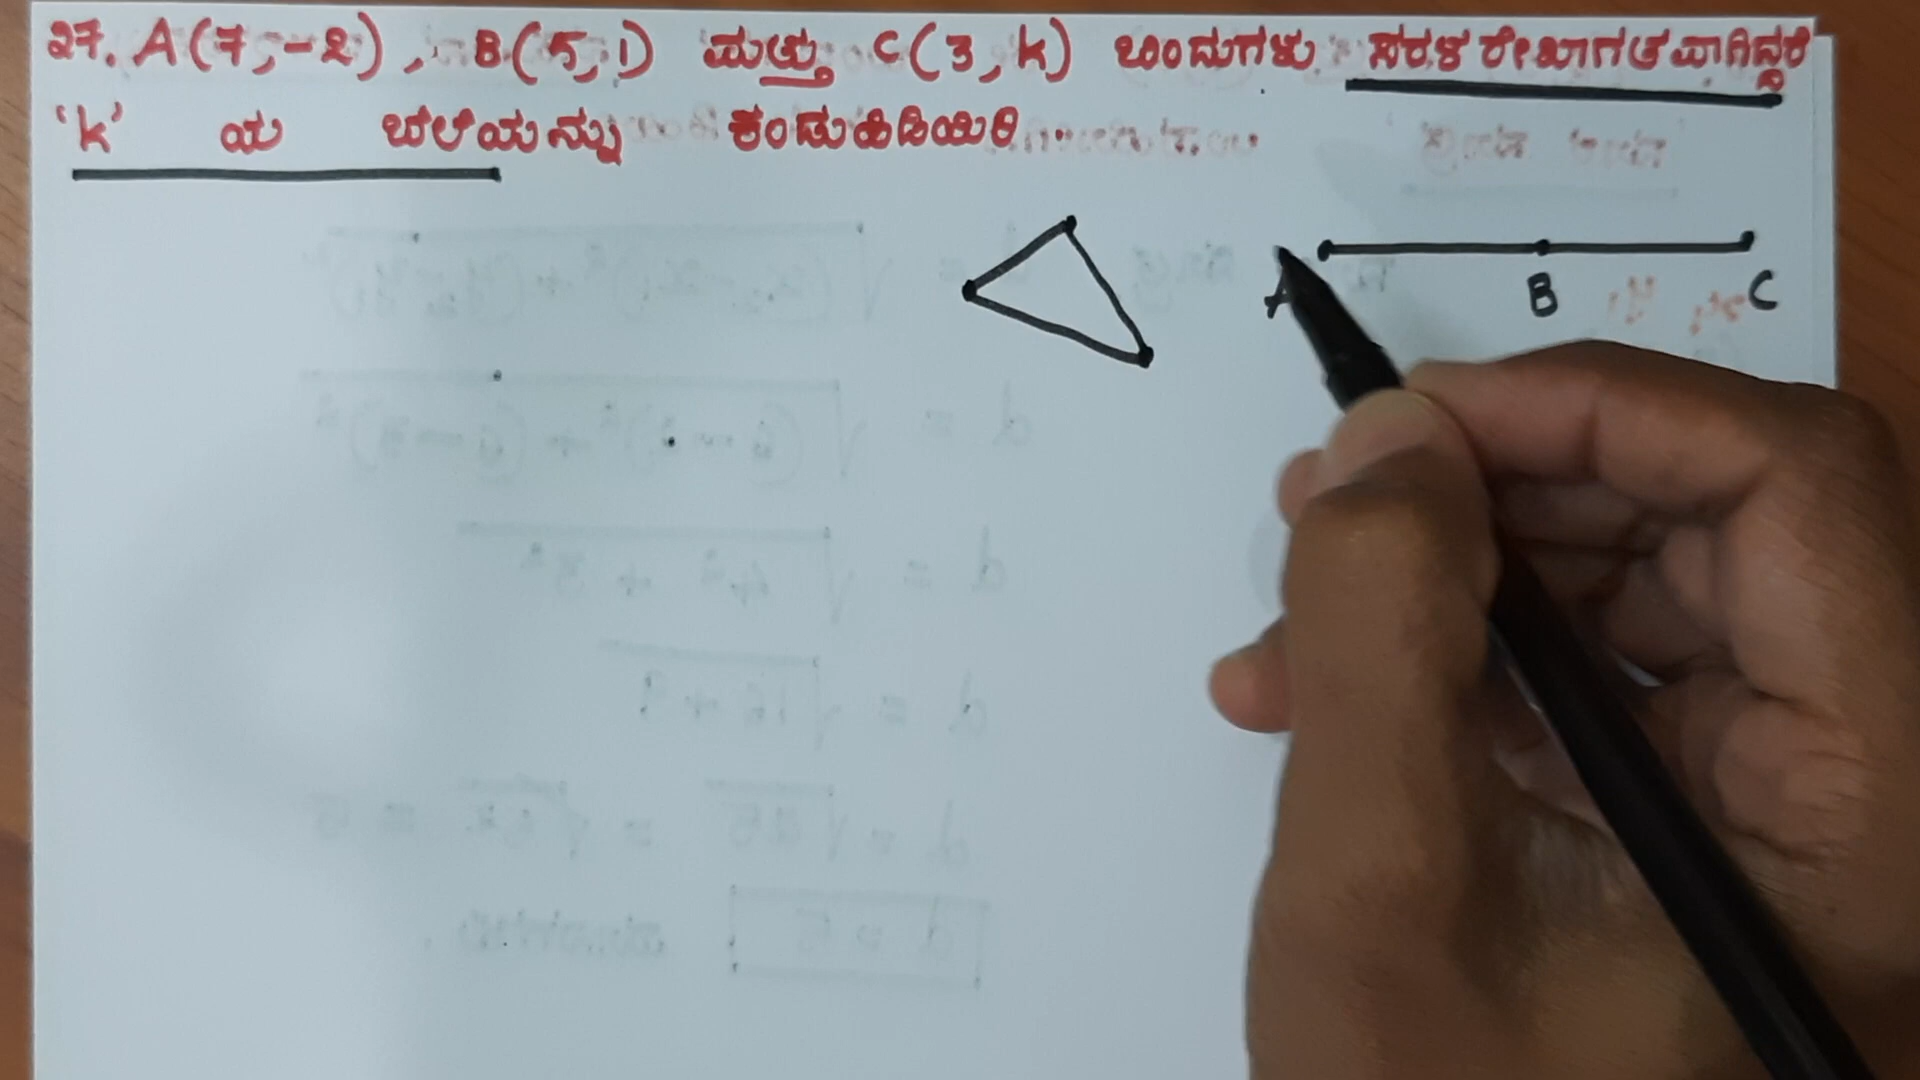 27. A(7,-2), B(5,1) ಮತ್ತು C(3,k) ಬಿಂದುಗಳು ಸರಳರೇಖಾಗತವಾಗಿದ್ದರೆ
'k' ಯ ಬೆಲೆಯನ್ನು ಕಂಡುಹಿಡಿಯಿರಿ.
A B C